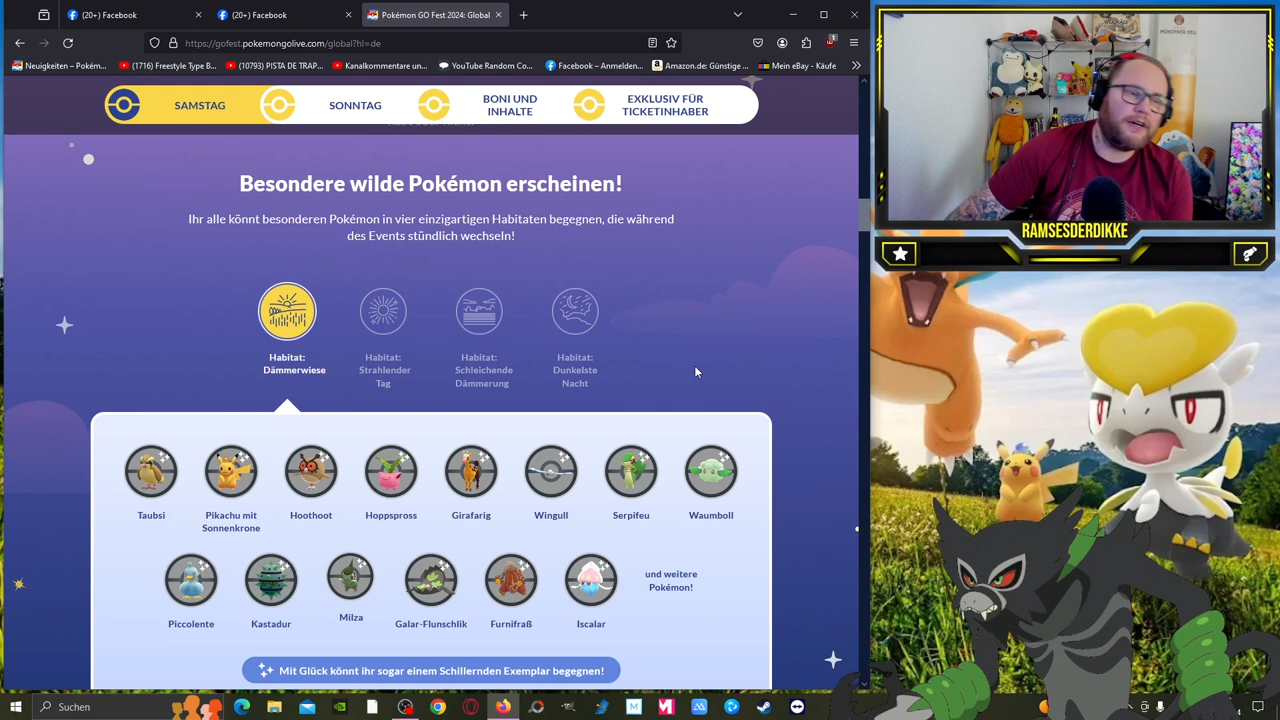 (20+) Facebook
(20+) Facebook
Pokémon GO Fest 2024: Global
https://gofest.pokemongolive.com/global?hl=de
1
Neuigkeiten – Pokém...
(1716) Freestyle Type B...
(10793) PISTA DE TRAP...
Kanalkommentare un...
YouTube Random Co...
Facebook – Anmelden...
Amazon.de: Günstige ...
Mein eBay - Käufe
SAMSTAG
SONNTAG
BONI UND
INHALTE
EXKLUSIV FÜR
TICKETINHABER
Besondere wilde Pokémon erscheinen!
Ihr alle könnt besonderen Pokémon in vier einzigartigen Habitaten begegnen, die während
des Events stündlich wechseln!
Habitat:
Dämmerwiese
Habitat:
Strahlender
Tag
Habitat:
Schleichende
Dämmerung
Habitat:
Dunkelste
Nacht
Taubsi
Pikachu mit
Sonnenkrone
Hoothoot
Hoppspross
Girafarig
Wingull
Serpifeu
Waumboll
Piccolente
Kastadur
Milza
Galar-Flunschlik
Furnifraß
Iscalar
und weitere
Pokémon!
Mit Glück könnt ihr sogar einem Schillernden Exemplar begegnen!
Suchen
RAMSESDERDIKKE
MÜNCHNER HELL